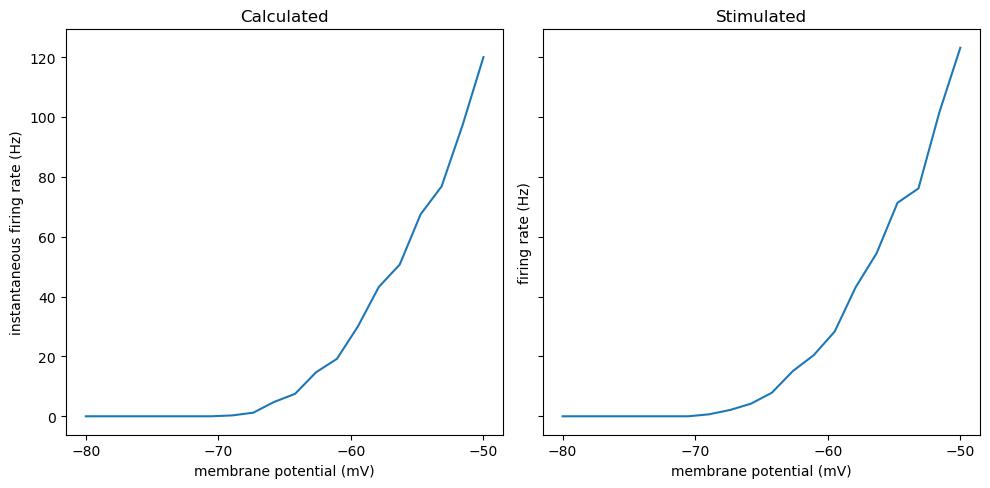 Calculated
instantaneous firing rate (Hz)
120
100
80
60
40
20
0
−80
−70
−60
−50
membrane potential (mV)
Stimulated
firing rate (Hz)
−80
−70
−60
−50
membrane potential (mV)